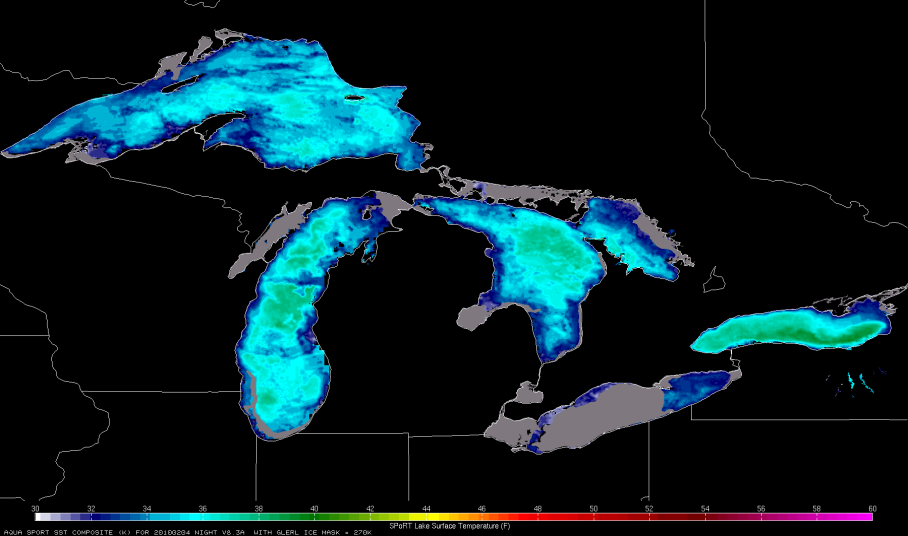 30 32 34 36 38 40 42 44 46 48 50 52 54 56 58 60
SPoRT Lake Surface Temperature (F)
AQUA SPORT SST COMPOSITE (K) FOR 20100204 NIGHT V8.3A WITH GLERL ICE MASK = 270K